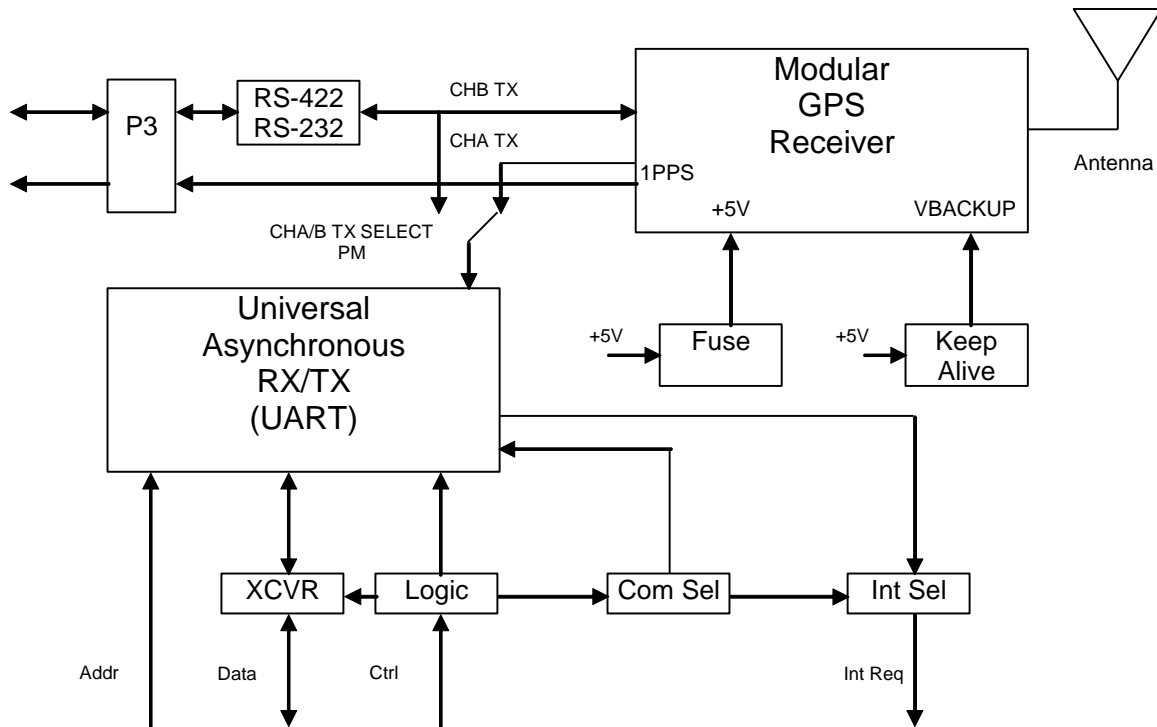 Modular
GPS
Receiver
CHB TX
RS-422
RS-232
P3
CHA TX
1PPS
Antenna
+5V
VBACKUP
CHA/B TX SELECT
PM
Universal
Asynchronous
RX/TX
(UART)
+5V
Fuse
+5V
Keep
Alive
XCVR
Logic
Com Sel
Int Sel
Addr
Data
Ctrl
Int Req